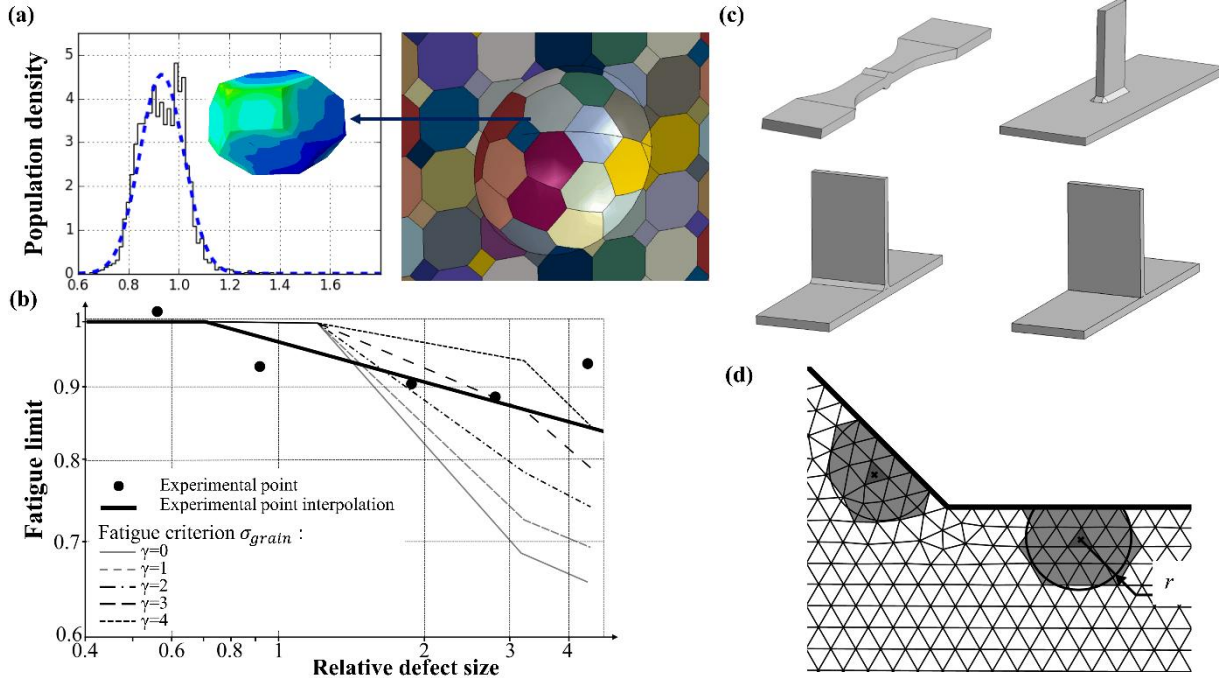 (a)
Population density
5
4
3
2
1
0
0.6 0.8 1.0 1.2 1.4 1.6
(b)
Fatigue limit
1
0.9
0.8
0.7
0.6
Experimental point
Experimental point interpolation
Fatigue criterion σgrain :
γ=0
γ=1
γ=2
γ=3
γ=4
0.4 0.6 0.8 1 2 3 4
Relative defect size
(c)
(d)
r